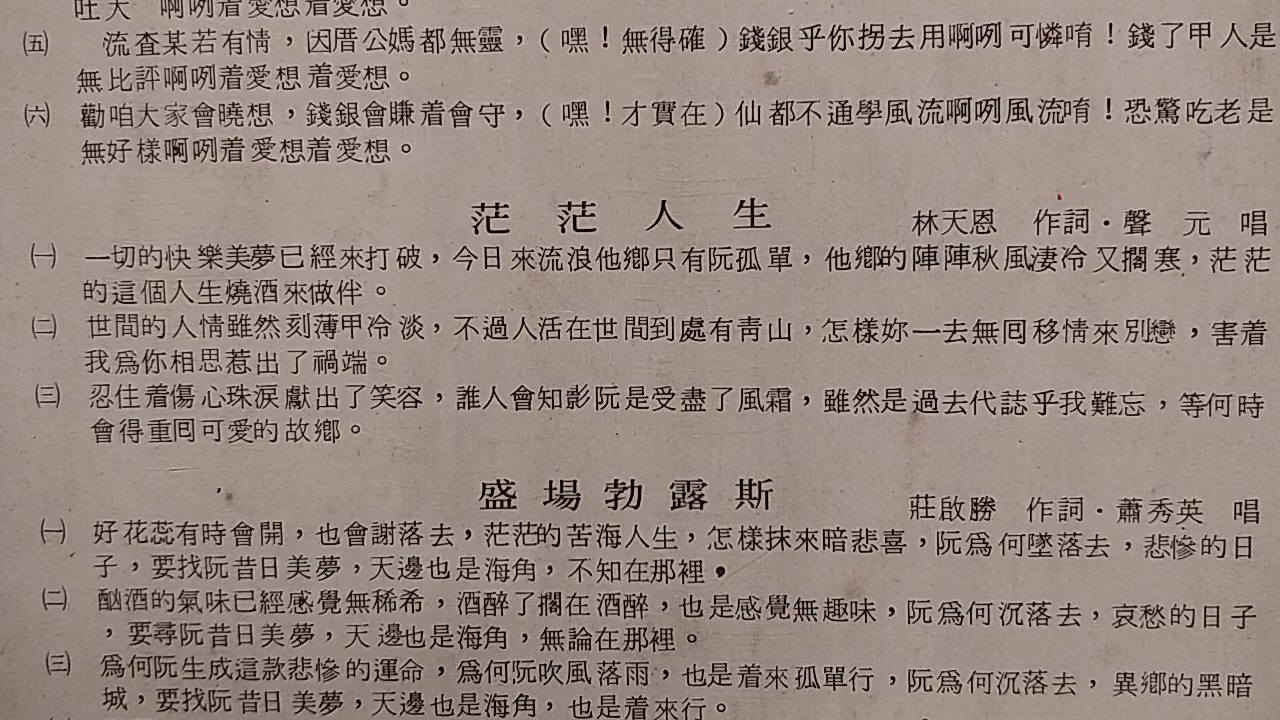 吐大 啊咧着愛想着愛想。
㈤ 流査某若有情，因厝公媽都無靈，（嘿！無得確）錢銀乎你拐去用啊咧可憐唷！錢了甲人是
無比評啊咧着愛想着愛想。
㈥ 勸咱大家會曉想，錢銀會賺着會守，（嘿！才實在）仙都不通學風流啊咧風流唷！恐驚吃老是
無好樣啊咧着愛想着愛想。
茫茫人生 林天恩 作詞・聲元 唱
㈠ 一切的快樂美夢已經來打破，今日來流浪他鄉只有阮孤單，他鄉的陣陣秋風淒冷又擱寒，茫茫
的這個人生燒酒來做伴。
㈡ 世間的人情雖然刻薄甲冷淡，不過人活在世間到處有靑山，怎樣妳一去無囘移情來別戀，害着
我爲你相思惹出了禍端。
㈢ 忍住着傷心珠淚獻出了笑容，誰人會知影阮是受盡了風霜，雖然是過去代誌乎我難忘，等何時
會得重囘可愛的故鄉。
盛場勃露斯 莊啟勝 作詞・蕭秀英 唱
㈠ 好花蕊有時會開，也會謝落去，茫茫的苦海人生，怎樣抹來暗悲喜，阮爲何墜落去，悲慘的日
子，要找阮昔日美夢，天邊也是海角，不知在那裡。
㈡ 酗酒的氣味已經感覺無稀希，酒醉了擱在酒醉，也是感覺無趣味，阮爲何沉落去，哀愁的日子
，要尋阮昔日美夢，天邊也是海角，無論在那裡。
㈢ 爲何阮生成這款悲慘的運命，爲何阮吹風落雨，也是着來孤單行，阮爲何沉落去，異鄉的黑暗
城，要找阮昔日美夢，天邊也是海角，也是着來行。